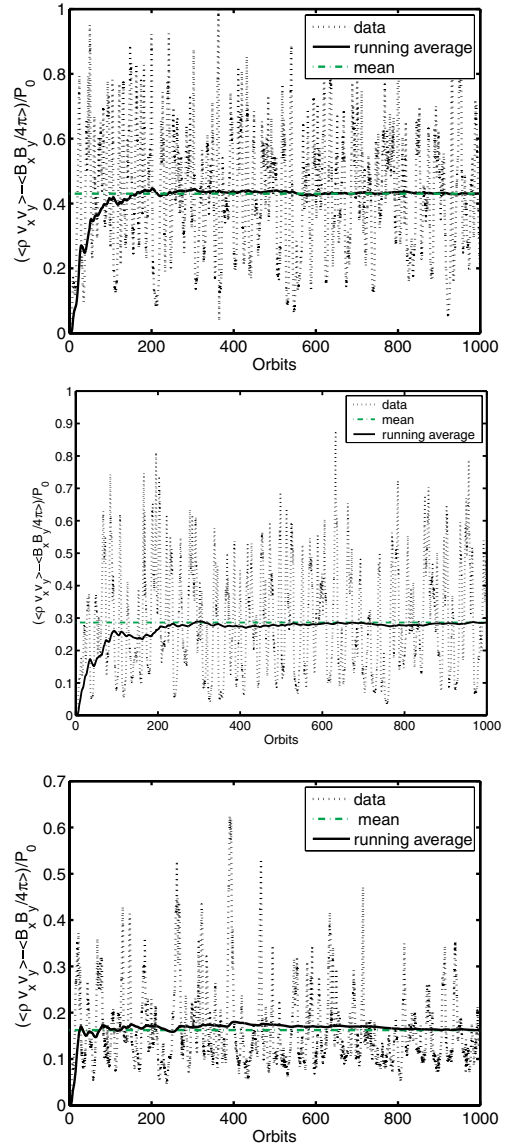 (<ρ v_x v_y>−<B_x B_y/4π>)/P_0
1
0.8
0.6
0.4
0.2
0
data
running average
mean
0 200 400 600 800 1000
Orbits
(<ρ v_x v_y>−<B_x B_y/4π>)/P_0
1
0.9
0.8
0.7
0.6
0.5
0.4
0.3
0.2
0.1
0
data
mean
running average
0 200 400 600 800 1000
Orbits
(<ρ v_x v_y>−<B_x B_y/4π>)/P_0
0.7
0.6
0.5
0.4
0.3
0.2
0.1
0
data
mean
running average
0 200 400 600 800 1000
Orbits